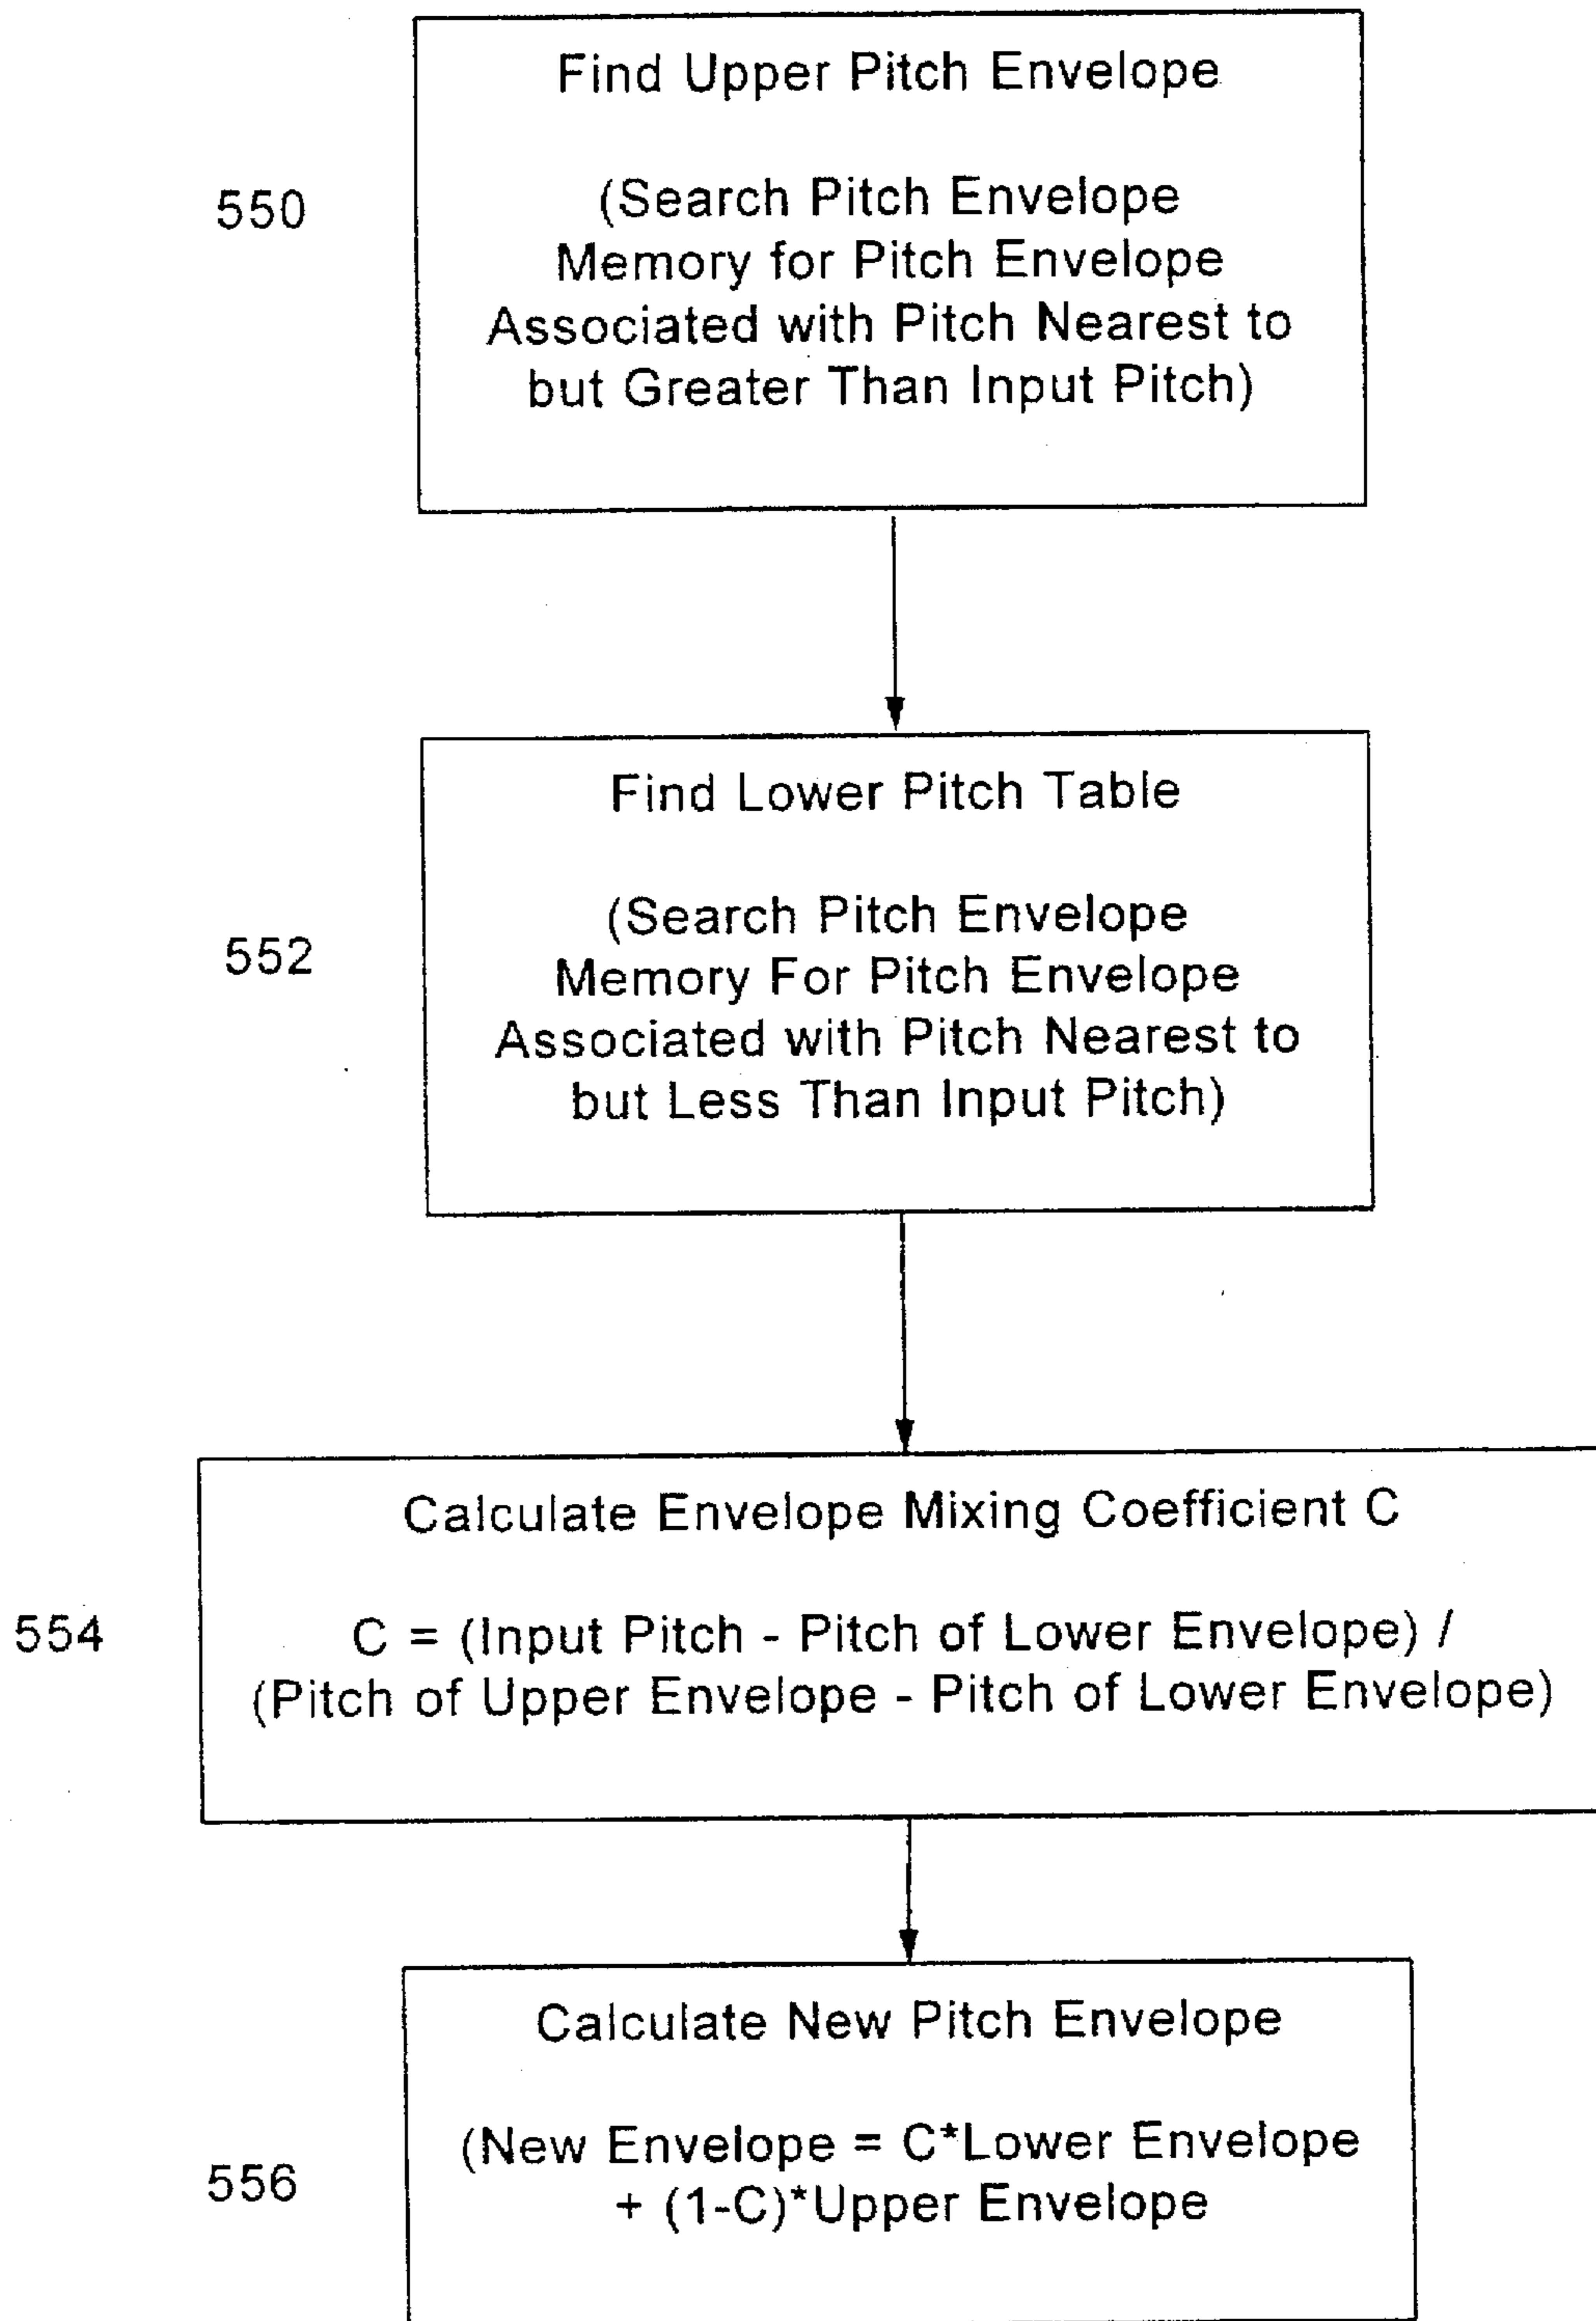 Find Upper Pitch Envelope
550
(Search Pitch Envelope
Memory for Pitch Envelope
Associated with Pitch Nearest to
but Greater Than Input Pitch)
Find Lower Pitch Table
552
(Search Pitch Envelope
Memory For Pitch Envelope
Associated with Pitch Nearest to
but Less Than Input Pitch)
Calculate Envelope Mixing Coefficient C
554
C = (Input Pitch - Pitch of Lower Envelope) /
(Pitch of Upper Envelope - Pitch of Lower Envelope)
Calculate New Pitch Envelope
556
(New Envelope = C*Lower Envelope
+ (1-C)*Upper Envelope